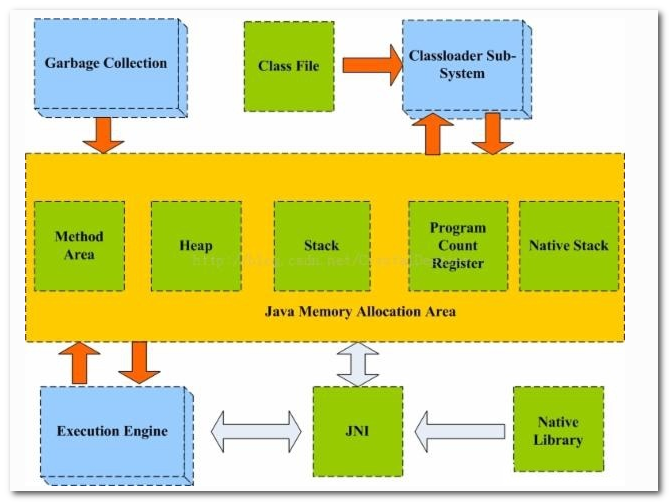 Garbage Collection
Class File
Classloader Sub-
System
Method
Area
Heap
Stack
Program
Count
Register
Native Stack
Java Memory Allocation Area
Execution Engine
JNI
Native
Library